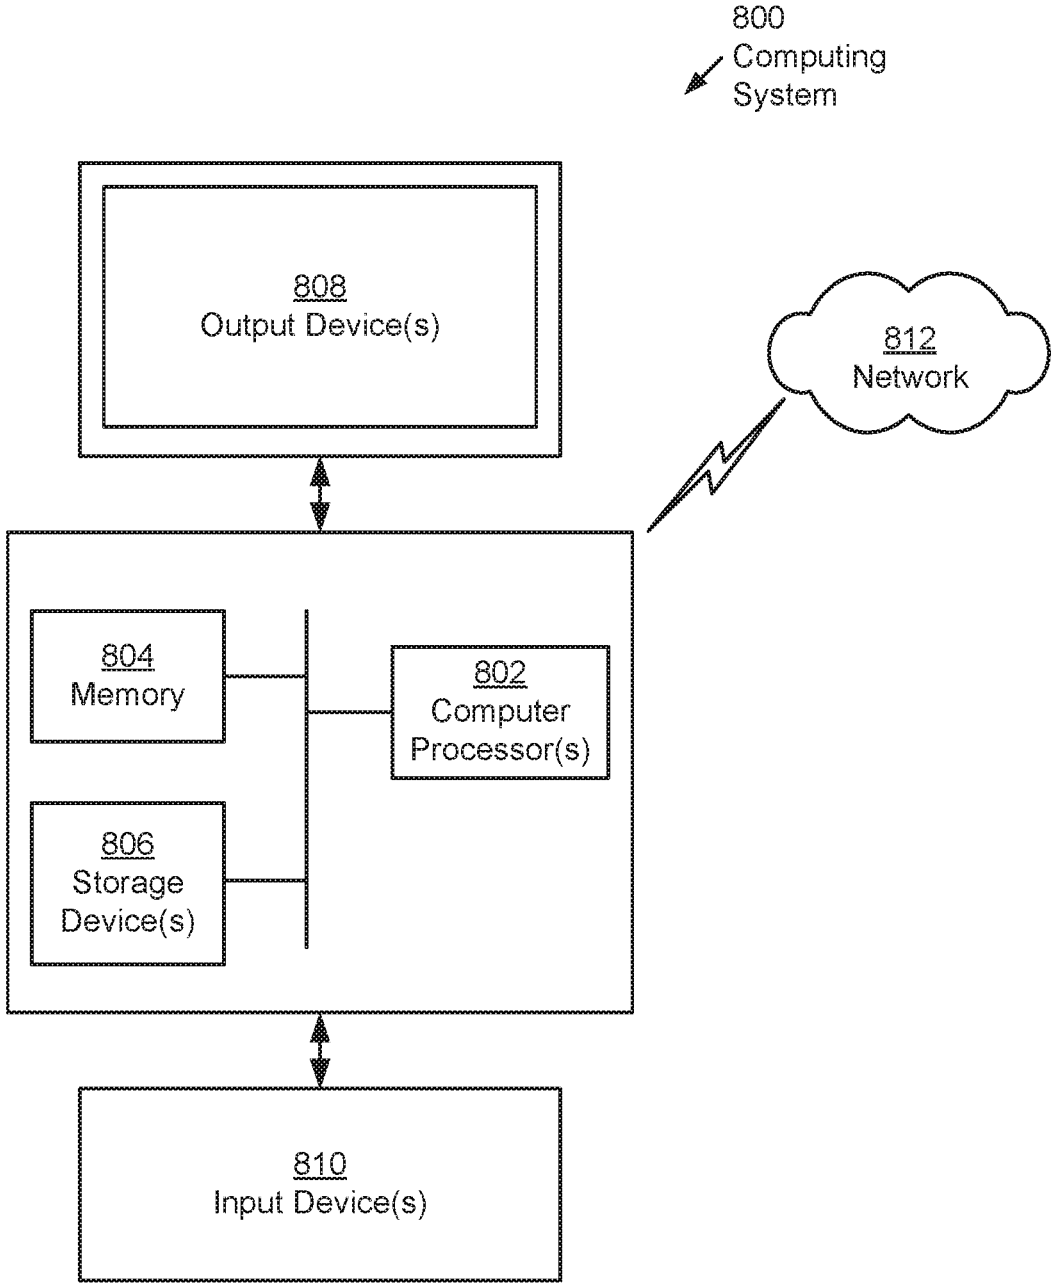 800
Computing
System
808
Output Device(s)
812
Network
804
Memory
802
Computer
Processor(s)
806
Storage
Device(s)
810
Input Device(s)